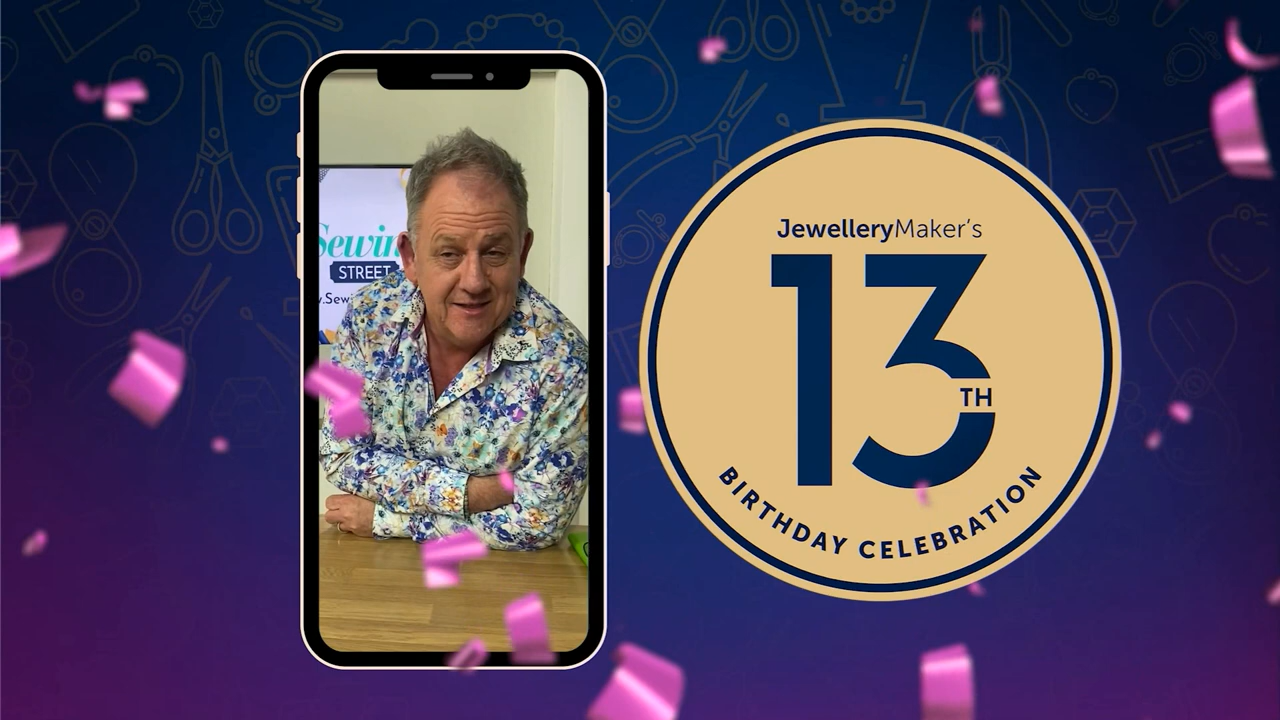 Sewin
STREET
.Sew
JewelleryMaker's
13
TH
BIRTHDAY CELEBRATION